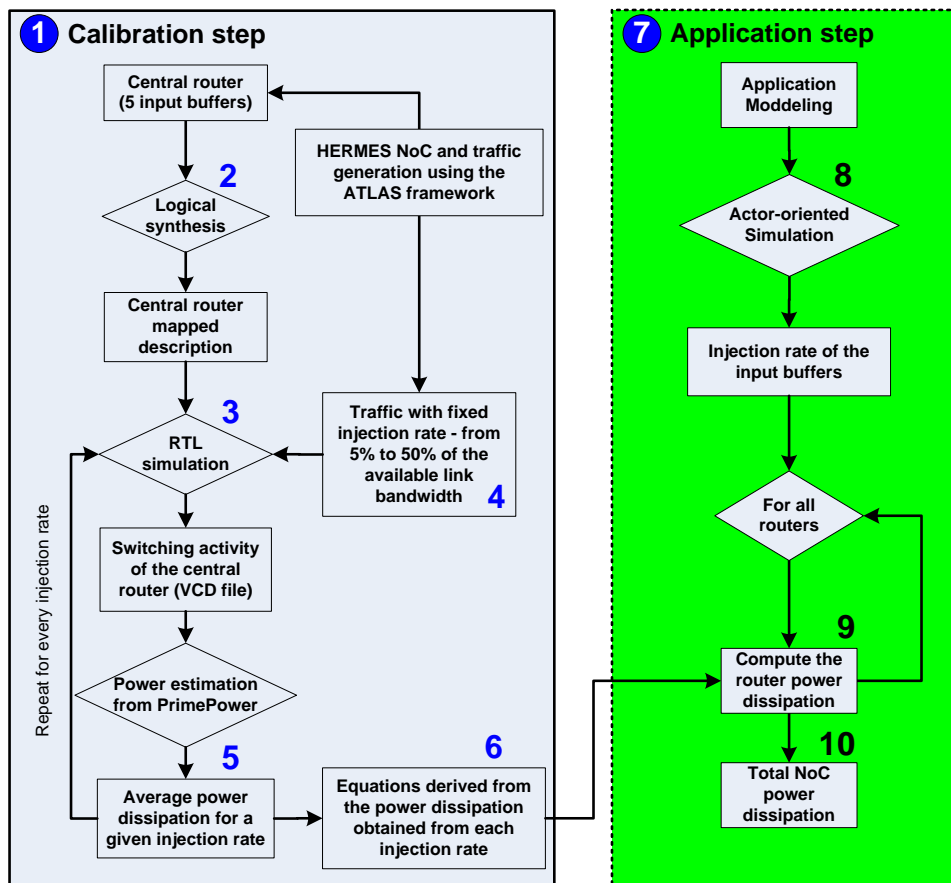 1 Calibration step
Central router
(5 input buffers)
HERMES NoC and traffic
generation using the
ATLAS framework
2
Logical
synthesis
Central router
mapped
description
3
RTL
simulation
Traffic with fixed
injection rate - from
5% to 50% of the
available link
bandwidth
4
Repeat for every injection rate
Switching activity
of the central
router (VCD file)
Power estimation
from PrimePower
5
Average power
dissipation for a
given injection rate
6
Equations derived from
the power dissipation
obtained from each
injection rate
7 Application step
Application
Moddeling
8
Actor-oriented
Simulation
Injection rate of the
input buffers
For all
routers
9
Compute the
router power
dissipation
10
Total NoC
power
dissipation